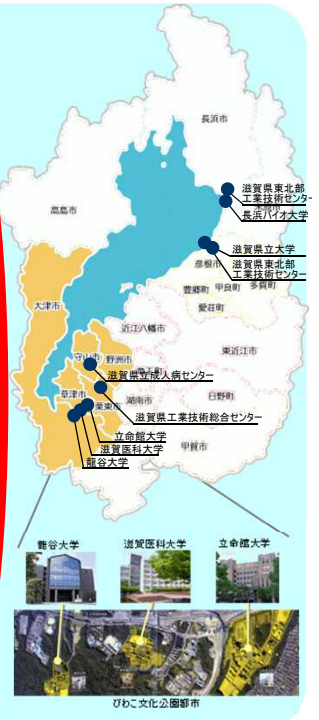 長浜市
滋賀県東北部
工業技術センター
長浜バイオ大学
高島市
滋賀県立大学
彦根市
滋賀県東北部
工業技術センター
豊郷町
甲良町
多賀町
愛荘町
大津市
近江八幡市
東近江市
守山市
野洲市
滋賀県立成人病センター
草津市
栗東市
湖南市
日野町
滋賀県工業技術総合センター
立命館大学
滋賀医科大学
龍谷大学
甲賀市
龍谷大学
滋賀医科大学
立命館大学
びわこ文化公園都市